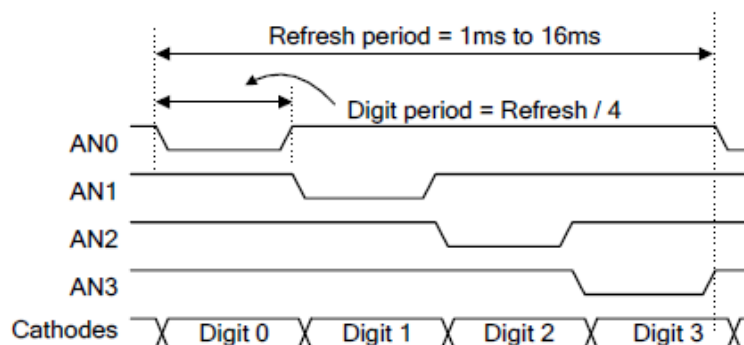 Refresh period = 1ms to 16ms
Digit period = Refresh / 4
AN0
AN1
AN2
AN3
Cathodes Digit 0 Digit 1 Digit 2 Digit 3